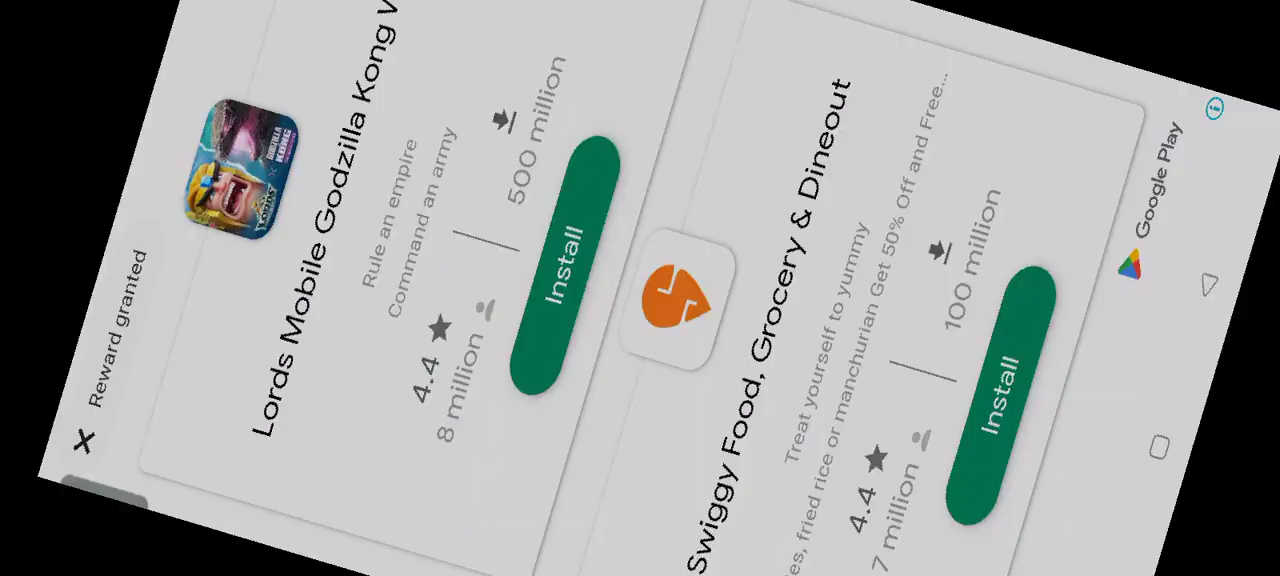 Reward granted
Lords Mobile Godzilla Kong
Rule an empire
Command an army
4.4 ★
8 million
500 million
Install
Swiggy Food, Grocery & Dineout
Treat yourself to yummy
fried rice or manchurian Get 50% Off and Free...
4.4 ★
7 million
100 million
Install
Google Play